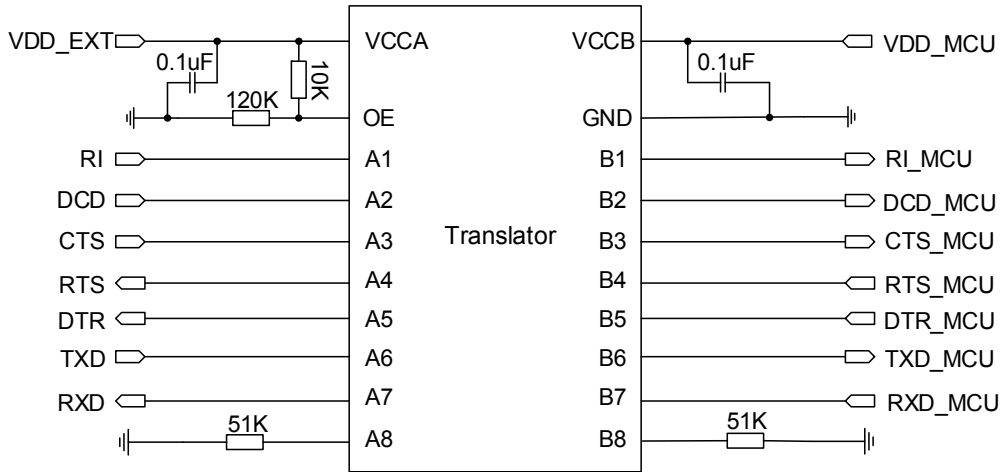 VDD_EXT VCCA VCCB VDD_MCU
0.1uF 10K 0.1uF
120K OE GND
RI A1 B1 RI_MCU
DCD A2 B2 DCD_MCU
CTS A3 Translator B3 CTS_MCU
RTS A4 B4 RTS_MCU
DTR A5 B5 DTR_MCU
TXD A6 B6 TXD_MCU
RXD A7 B7 RXD_MCU
51K A8 B8 51K